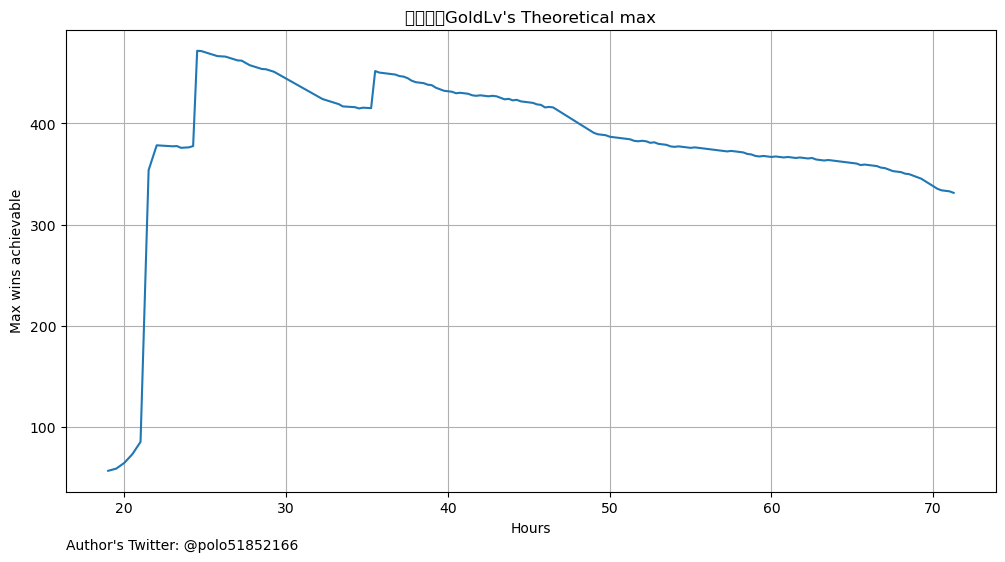 GoldLv's Theoretical max
Max wins achievable
400
300
200
100
20 30 40 50 60 70
Hours
Author's Twitter: @polo51852166